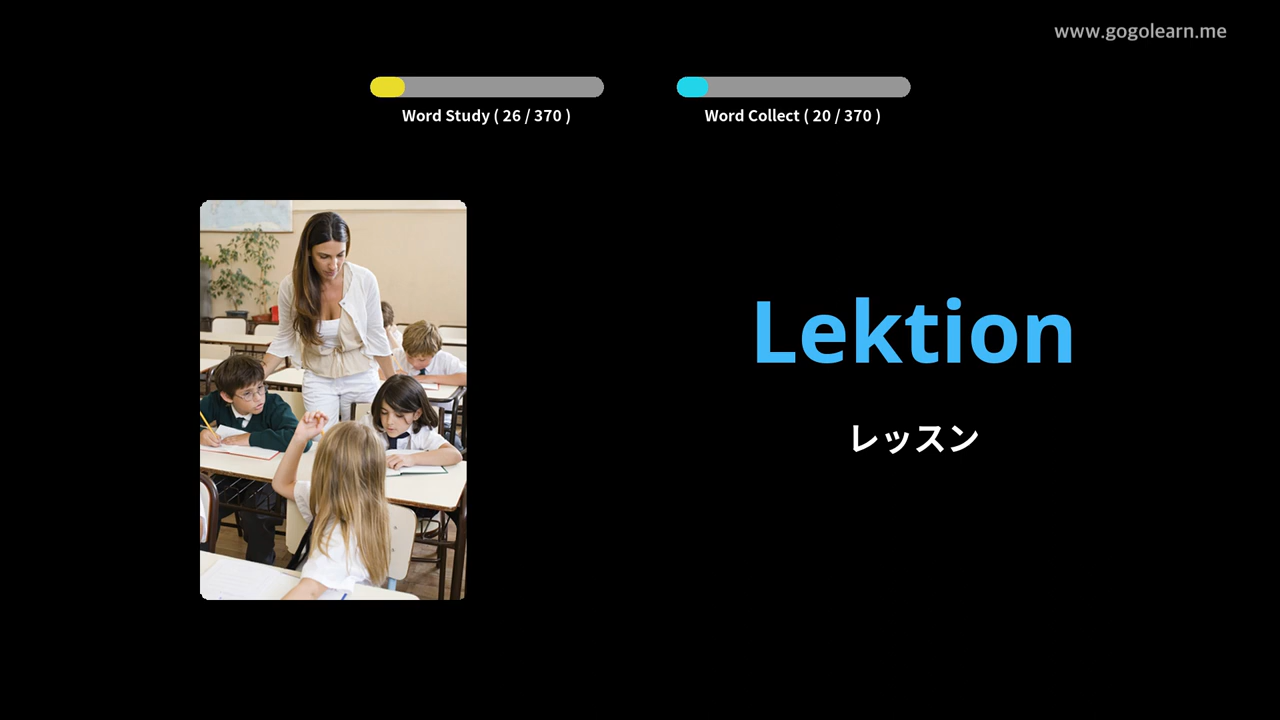 www.gogolearn.me
Word Study ( 26 / 370 )
Word Collect ( 20 / 370 )
Lektion
レッスン